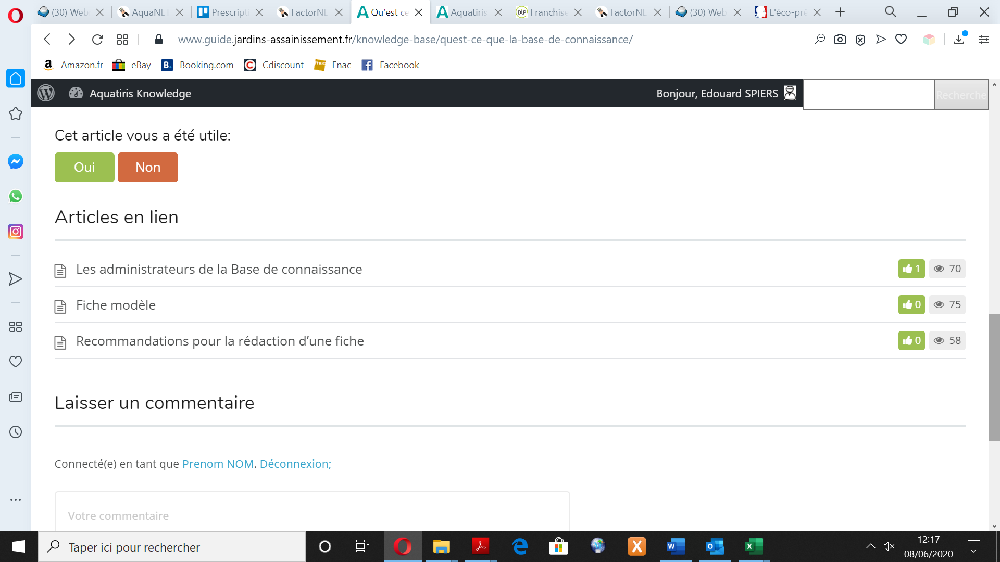 (30) Web
AquaNET
Prescripti
FactorNE
Qu'est ce
Aquatiris
DiP
Franchise
FactorNE
(30) Web
L'éco-prê
www.guide.jardins-assainissement.fr/knowledge-base/quest-ce-que-la-base-de-connaissance/
Amazon.fr
eBay
B.
Booking.com
Cdiscount
fnac
Fnac
Facebook
Aquatiris Knowledge
Bonjour, Edouard SPIERS
Recherche
Cet article vous a été utile:
Oui
Non
Articles en lien
Les administrateurs de la Base de connaissance
1
70
Fiche modèle
0
75
Recommandations pour la rédaction d’une fiche
0
58
Laisser un commentaire
Connecté(e) en tant que Prenom NOM. Déconnexion;
Votre commentaire
Taper ici pour rechercher
12:17
08/06/2020